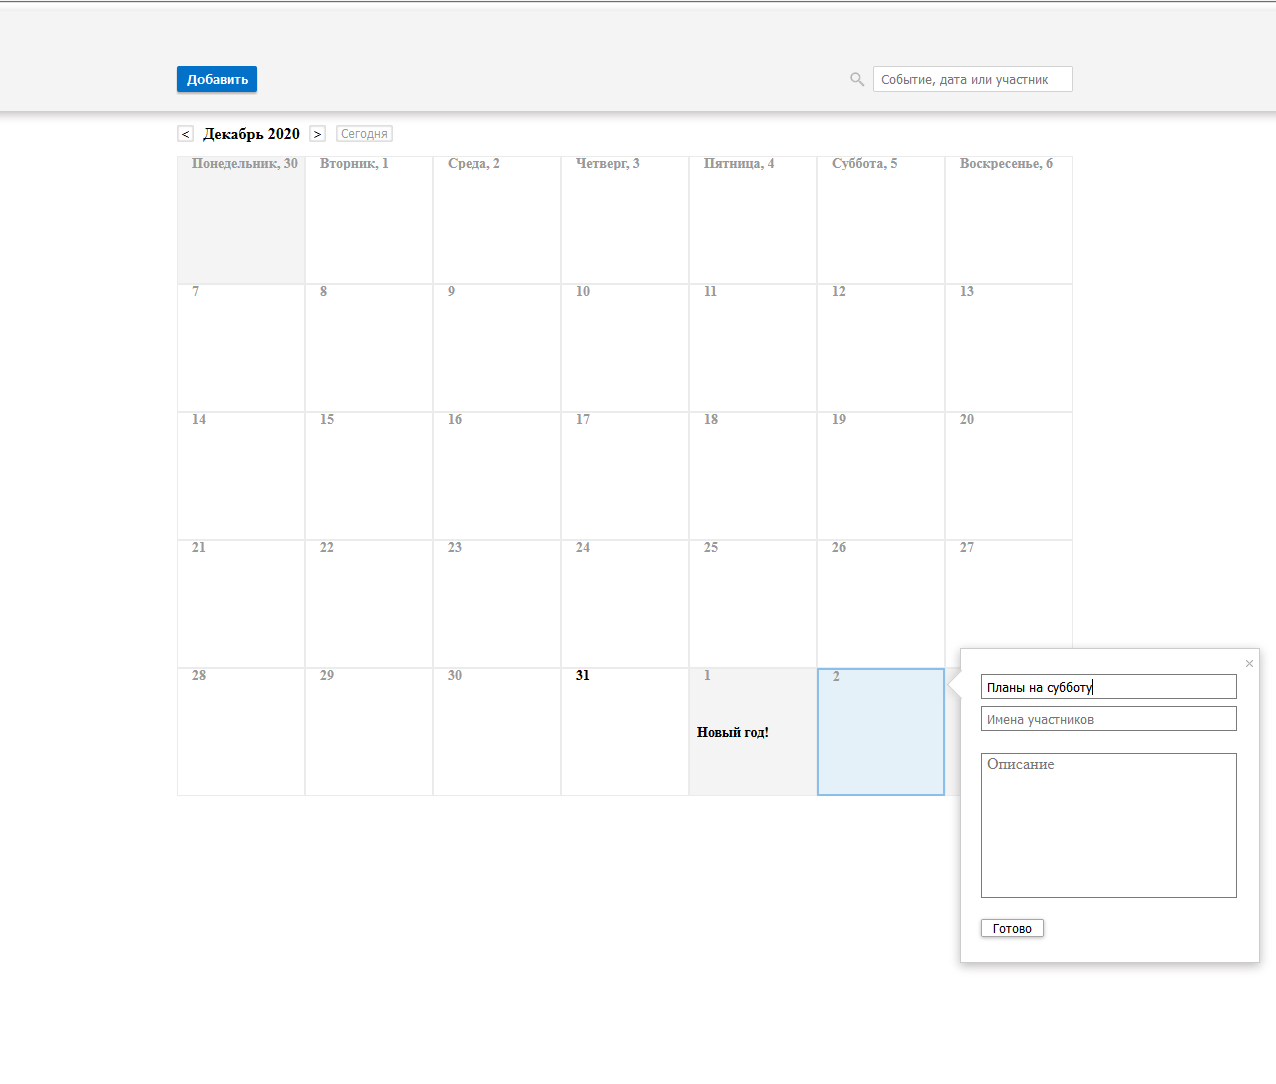 Добавить
Событие, дата или участник
< Декабрь 2020 > Сегодня
Понедельник, 30 Вторник, 1 Среда, 2 Четверг, 3 Пятница, 4 Суббота, 5 Воскресенье, 6
7 8 9 10 11 12 13
14 15 16 17 18 19 20
21 22 23 24 25 26 27
28 29 30 31 1 2
Новый год!
×
Планы на субботу
Имена участников
Описание
Готово